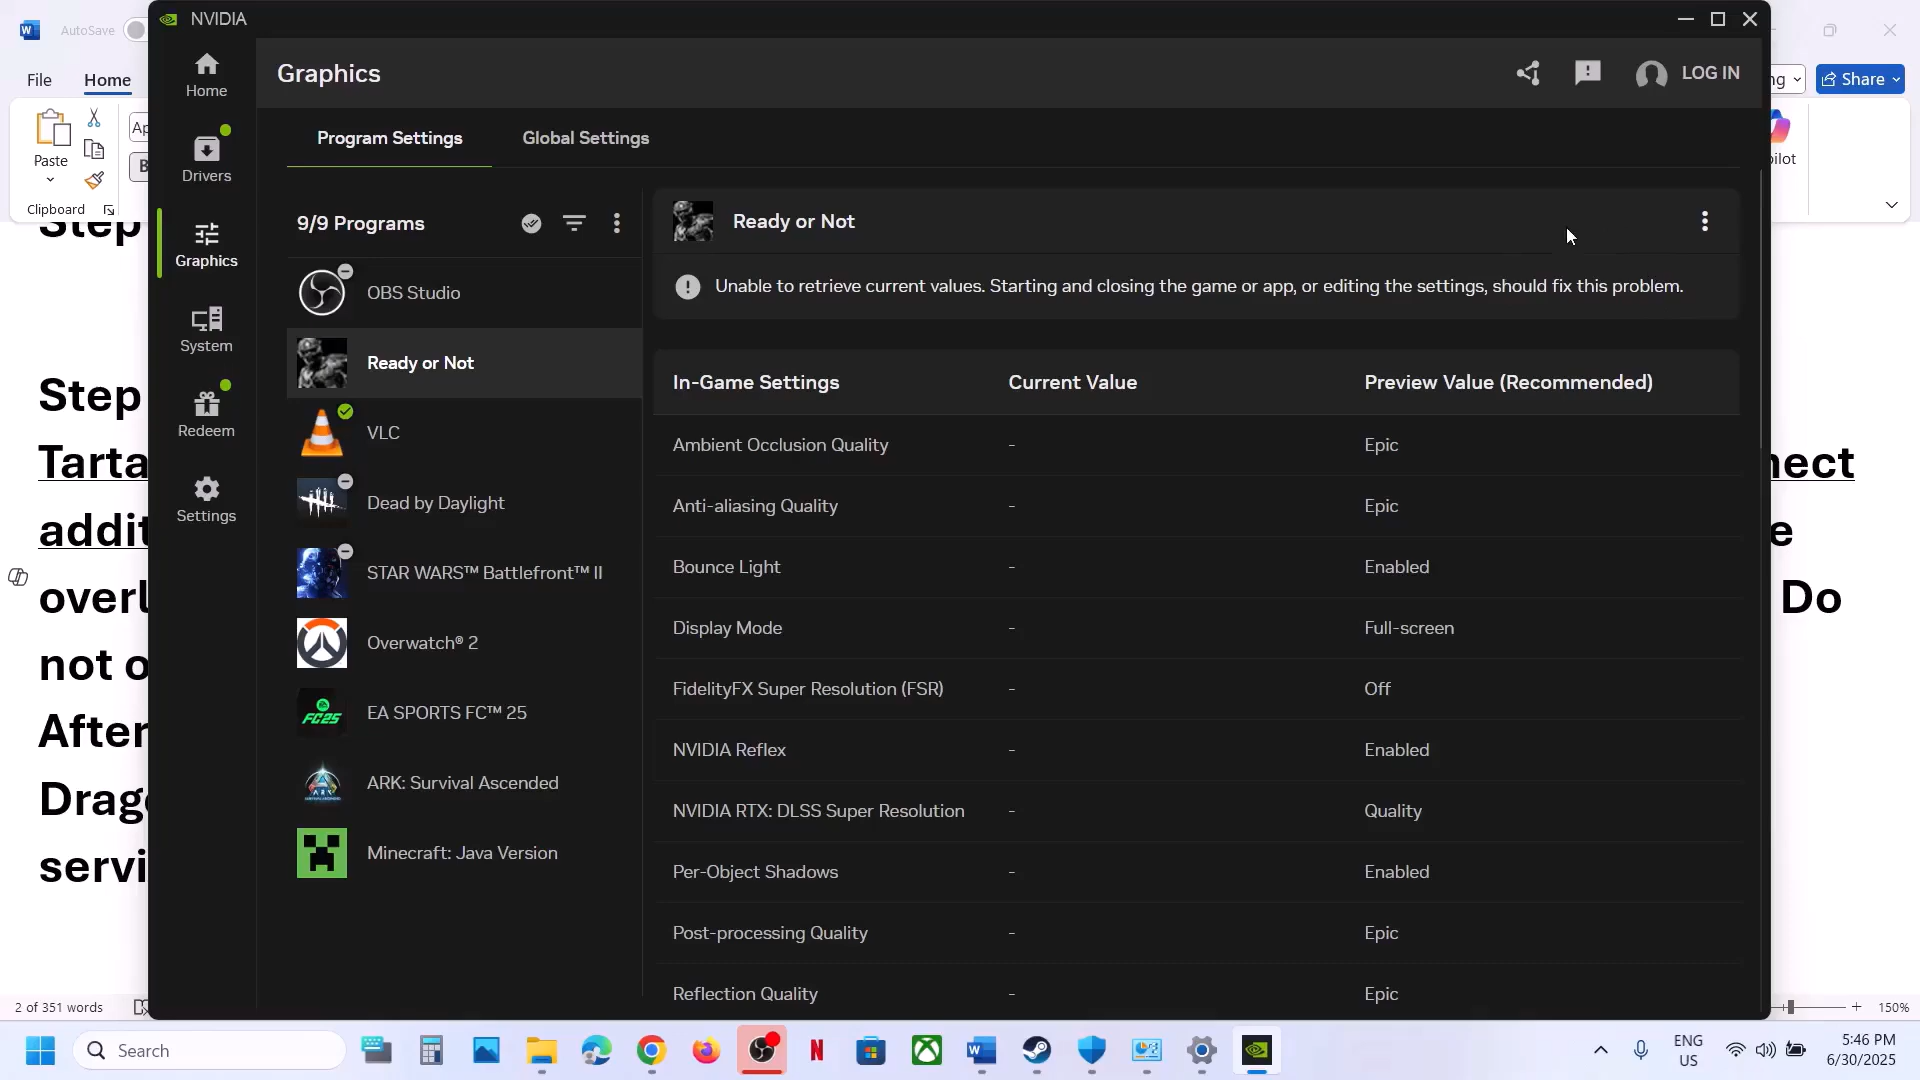 NVIDIA
AutoSave
File
Home
Share
Paste
Clipboard
Home
Drivers
Graphics
System
Redeem
Settings
Graphics
LOG IN
Program Settings
Global Settings
9/9 Programs
OBS Studio
Ready or Not
VLC
Dead by Daylight
STAR WARS™ Battlefront™ II
Overwatch® 2
EA SPORTS FC™ 25
ARK: Survival Ascended
Minecraft: Java Version
Ready or Not
Unable to retrieve current values. Starting and closing the game or app, or editing the settings, should fix this problem.
In-Game Settings Current Value Preview Value (Recommended)
Ambient Occlusion Quality - Epic
Anti-aliasing Quality - Epic
Bounce Light - Enabled
Display Mode - Full-screen
FidelityFX Super Resolution (FSR) - Off
NVIDIA Reflex - Enabled
NVIDIA RTX: DLSS Super Resolution - Quality
Per-Object Shadows - Enabled
Post-processing Quality - Epic
Reflection Quality - Epic
Step
Step
Tarta
nect
addit
e
overl
Do
not o
After
Drag
servi
2 of 351 words
150%
Search
ENG
US
5:46 PM
6/30/2025